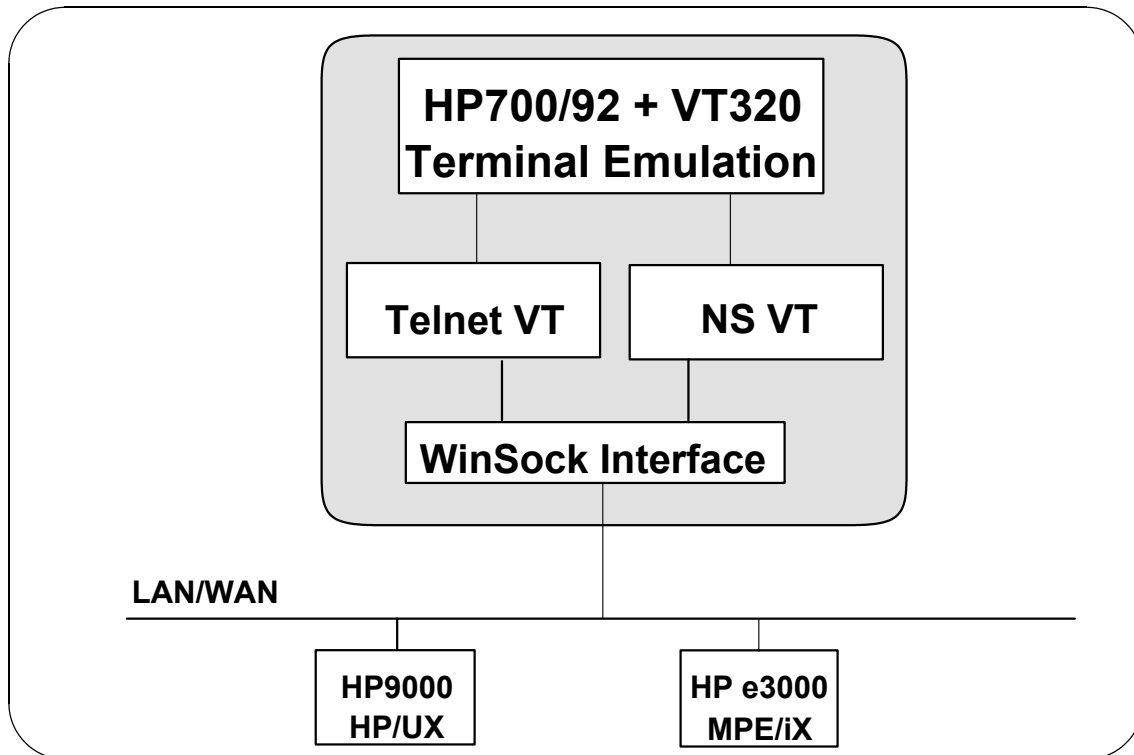 HP700/92 + VT320
Terminal Emulation
Telnet VT
NS VT
WinSock Interface
LAN/WAN
HP9000
HP/UX
HP e3000
MPE/iX